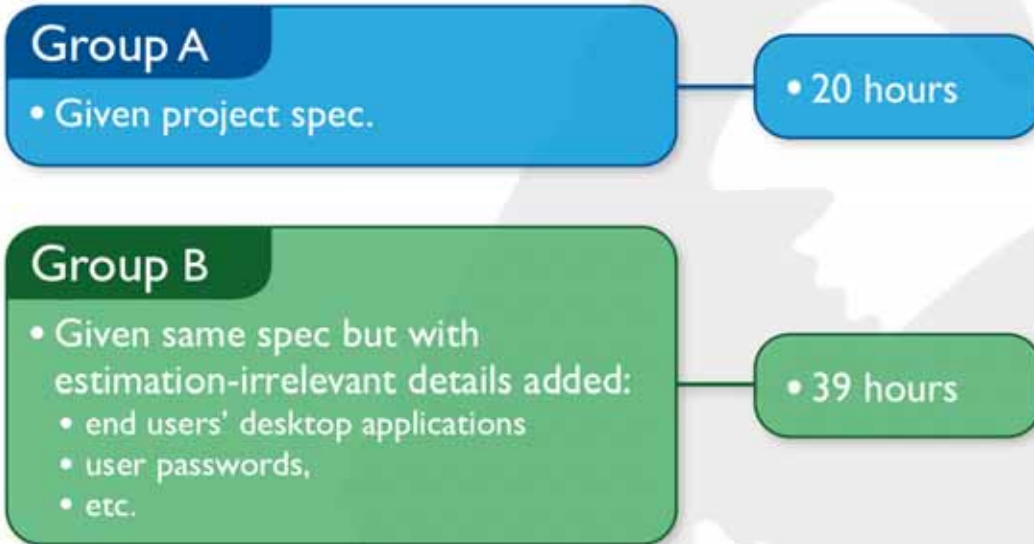 Group A
• Given project spec.
• 20 hours
Group B
• Given same spec but with
estimation-irrelevant details added:
• end users' desktop applications
• user passwords,
• etc.
• 39 hours